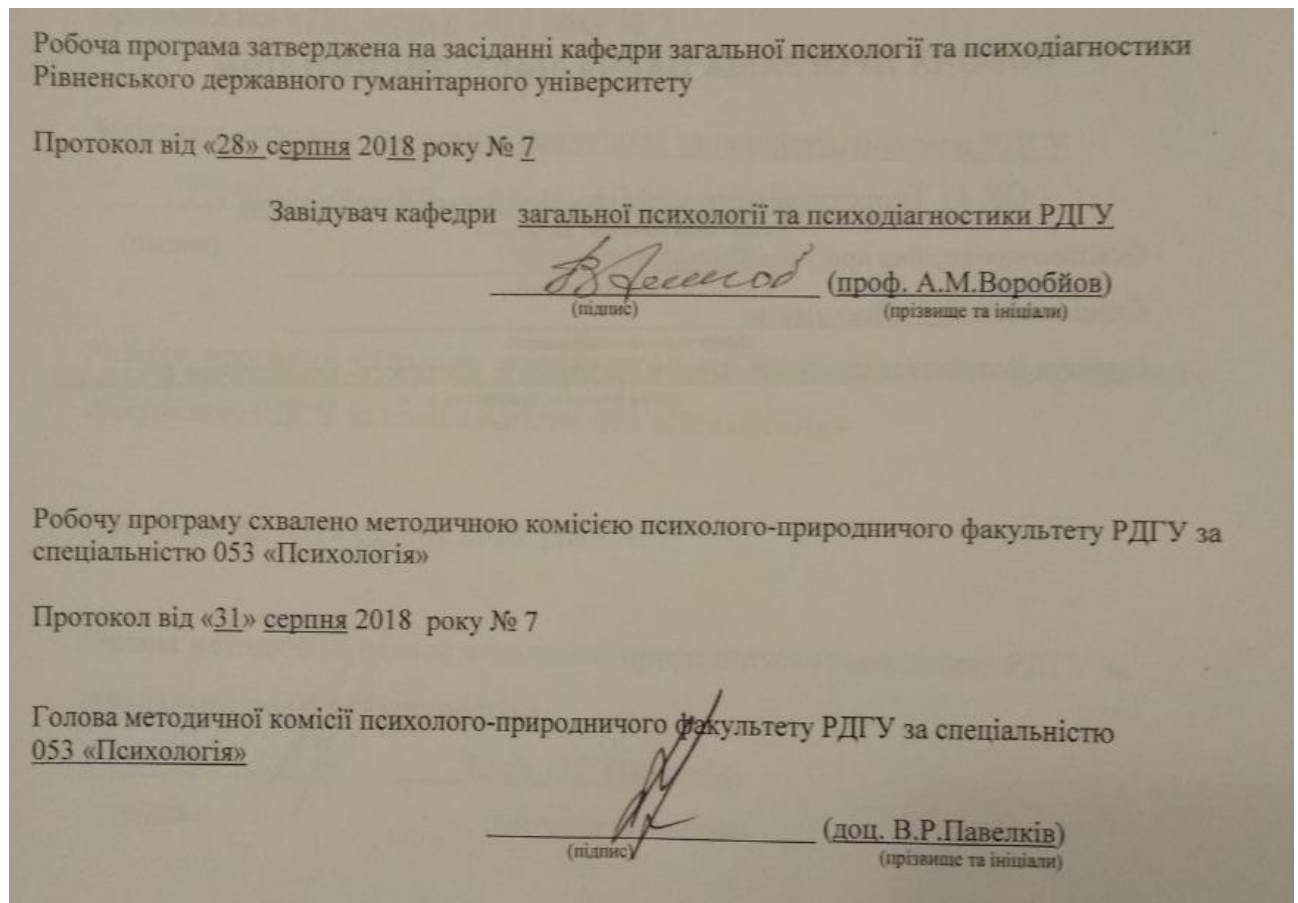 Робоча програма затверджена на засіданні кафедри загальної психології та психодіагностики
Рівненського державного гуманітарного університету
Протокол від «28» серпня 2018 року № 7
Завідувач кафедри загальної психології та психодіагностики РДГУ
(проф. А.М.Воробйов)
(підпис) (прізвище та ініціали)
Робочу програму схвалено методичною комісією психолого-природничого факультету РДГУ за
спеціальністю 053 «Психологія»
Протокол від «31» серпня 2018 року № 7
Голова методичної комісії психолого-природничого факультету РДГУ за спеціальністю
053 «Психологія»
(доц. В.Р.Павелків)
(підпис) (прізвище та ініціали)